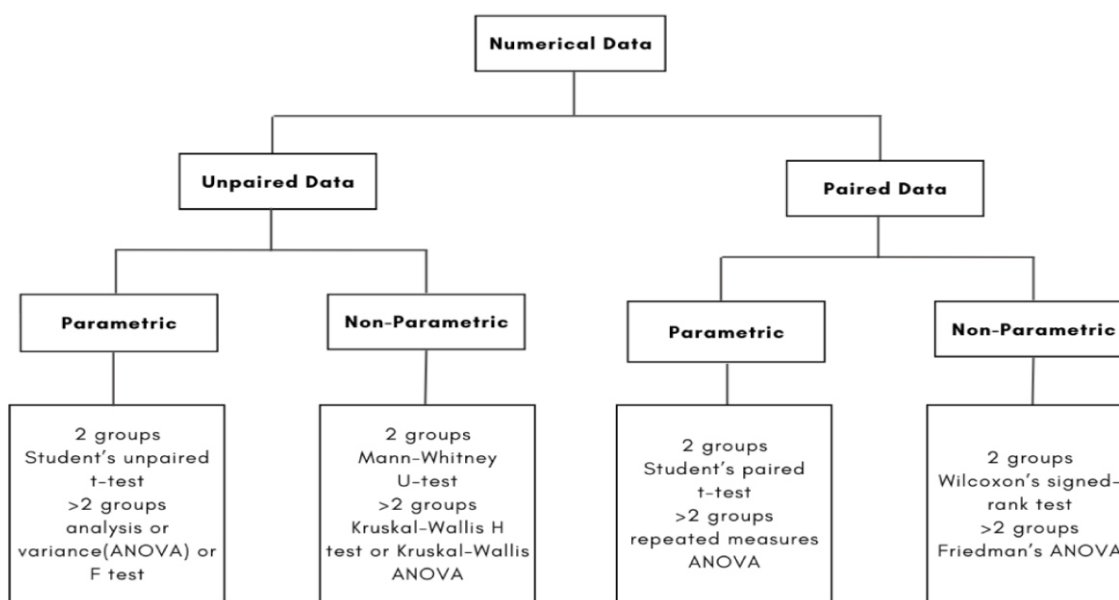 Numerical Data
Unpaired Data
Paired Data
Parametric
Non-Parametric
Parametric
Non-Parametric
2 groups
Student's unpaired
t-test
>2 groups
analysis or
variance(ANOVA) or
F test
2 groups
Mann-Whitney
U-test
>2 groups
Kruskal-Wallis H
test or Kruskal-Wallis
ANOVA
2 groups
Student's paired
t-test
>2 groups
repeated measures
ANOVA
2 groups
Wilcoxon's signed-
rank test
>2 groups
Friedman's ANOVA